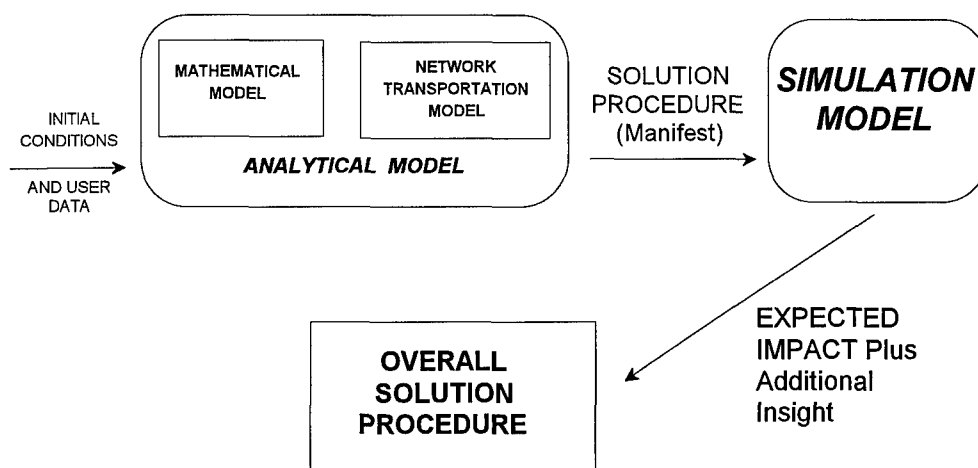 INITIAL
CONDITIONS
AND USER
DATA
MATHEMATICAL
MODEL
NETWORK
TRANSPORTATION
MODEL
ANALYTICAL MODEL
SOLUTION
PROCEDURE
(Manifest)
SIMULATION
MODEL
EXPECTED
IMPACT Plus
Additional
Insight
OVERALL
SOLUTION
PROCEDURE